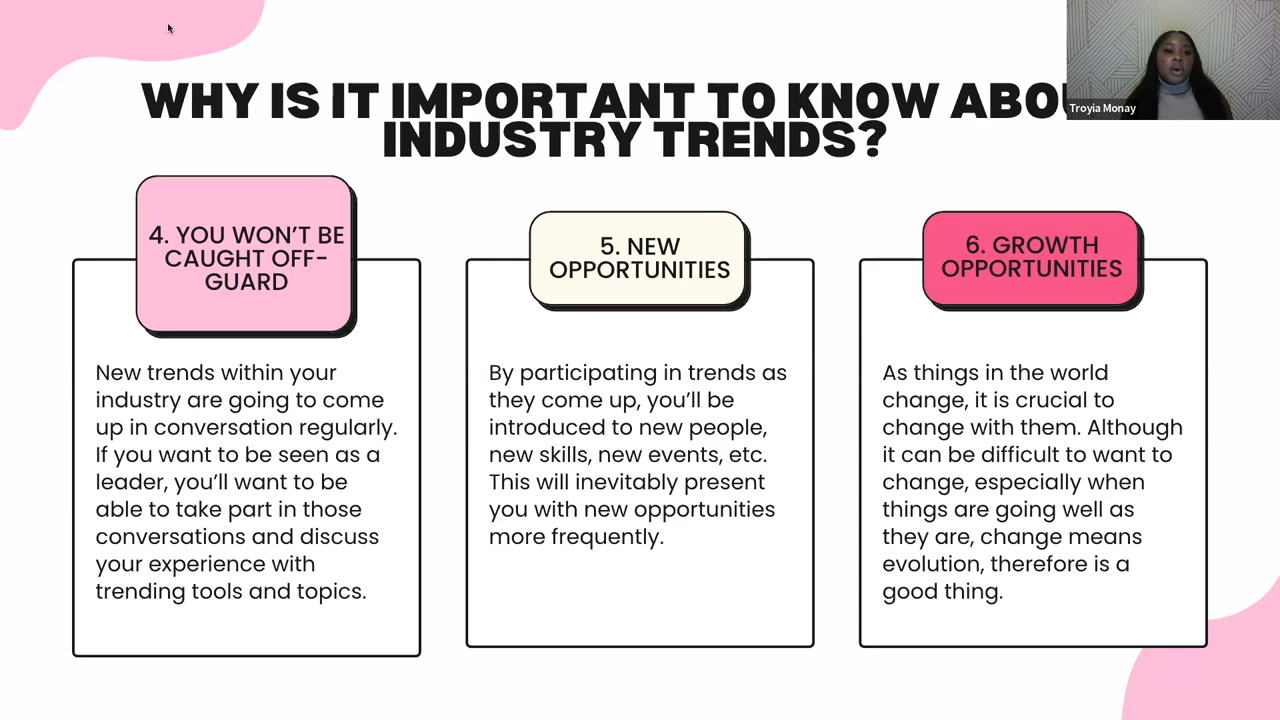 WHY IS IT IMPORTANT TO KNOW ABO
INDUSTRY TRENDS?
Troyia Monay
4. YOU WON'T BE
CAUGHT OFF-
GUARD
New trends within your
industry are going to come
up in conversation regularly.
If you want to be seen as a
leader, you'll want to be
able to take part in those
conversations and discuss
your experience with
trending tools and topics.
5. NEW
OPPORTUNITIES
By participating in trends as
they come up, you'll be
introduced to new people,
new skills, new events, etc.
This will inevitably present
you with new opportunities
more frequently.
6. GROWTH
OPPORTUNITIES
As things in the world
change, it is crucial to
change with them. Although
it can be difficult to want to
change, especially when
things are going well as
they are, change means
evolution, therefore is a
good thing.